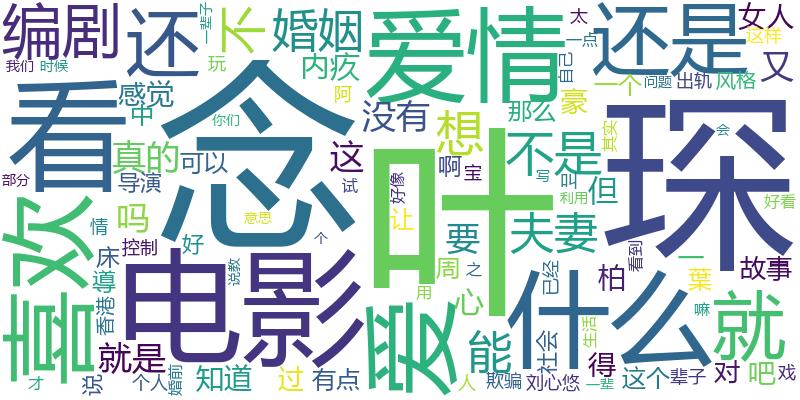 编剧
还
不
婚姻
爱情
还是
女人
太
一辈子
一点
这样
我们
时候
玩
内疚
自己
一个
问题
出轨
风格
又
看
感觉
中
念
阿
没有
那么
豪
想
你们
其实
琛
会
叶
真的
可以
这
啊
宝
不是
写
但
部分
导演
试
好像
利用
好看
喜欢
情
吗
意思
让
要
夫妻
看到
一
控制
好
个
说教
床
導
电影
周
之
已经
柏
葉
故事
香港
用
心
什么
就
嘛
爱
能
社会
生活
就是
得
对
吧
戏
才
说
个人
婚前
知道
过
有点
人
欺骗
刘心悠
一辈
这个
辈子